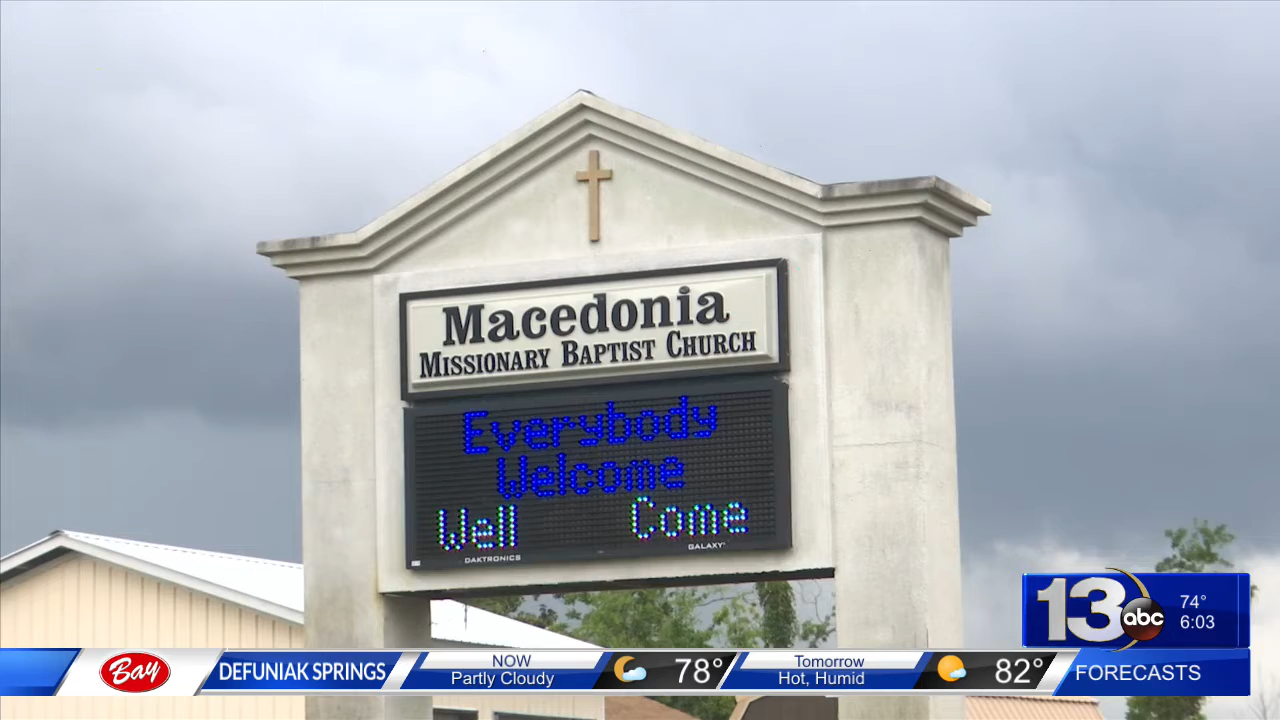 Macedonia
MISSIONARY BAPTIST CHURCH
Everybody
Welcome
Well Come
DAKTRONICS
GALAXY
13 abc
74°
6:03
Bay
DEFUNIAK SPRINGS
NOW
Partly Cloudy
78°
Tomorrow
Hot, Humid
82°
FORECASTS